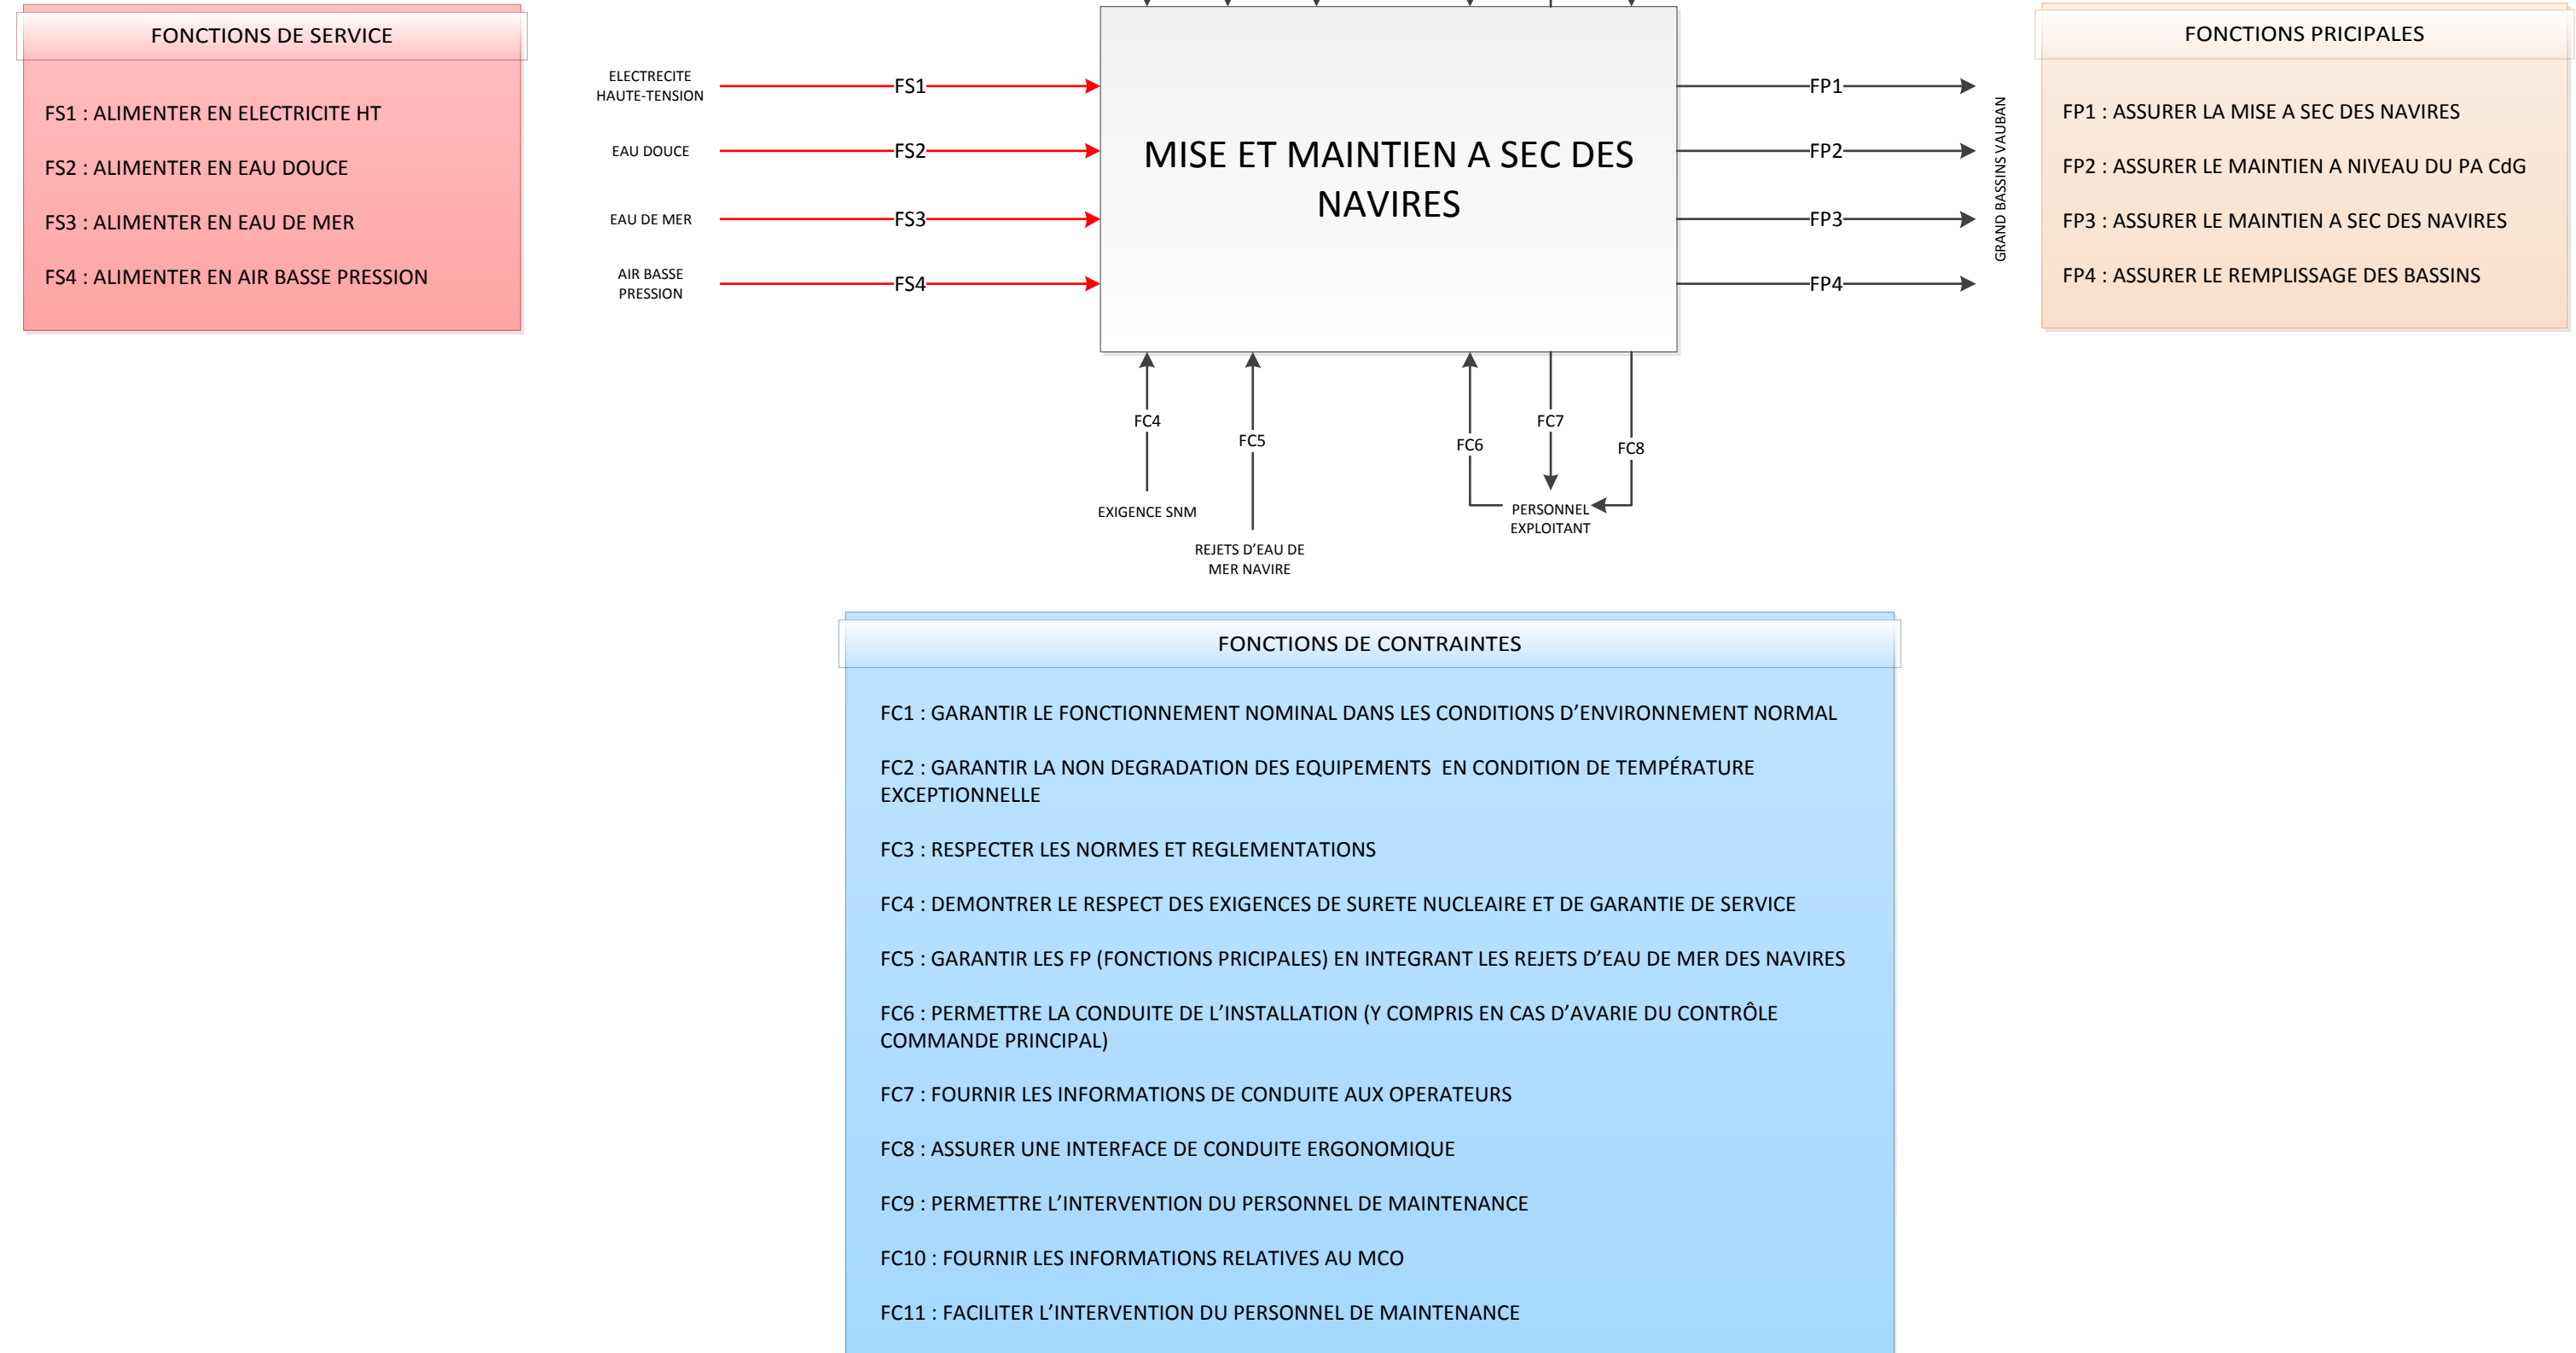 FONCTIONS DE SERVICE
FS1 : ALIMENTER EN ELECTRICITE HT
FS2 : ALIMENTER EN EAU DOUCE
FS3 : ALIMENTER EN EAU DE MER
FS4 : ALIMENTER EN AIR BASSE PRESSION
ELECTRECITE
HAUTE-TENSION
FS1
EAU DOUCE
FS2
EAU DE MER
FS3
AIR BASSE
PRESSION
FS4
MISE ET MAINTIEN A SEC DES
NAVIRES
FP1
FP2
FP3
FP4
GRAND BASSINS VAUBAN
FONCTIONS PRICIPALES
FP1 : ASSURER LA MISE A SEC DES NAVIRES
FP2 : ASSURER LE MAINTIEN A NIVEAU DU PA CdG
FP3 : ASSURER LE MAINTIEN A SEC DES NAVIRES
FP4 : ASSURER LE REMPLISSAGE DES BASSINS
FC4
FC5
FC6
FC7
FC8
EXIGENCE SNM
REJETS D’EAU DE
MER NAVIRE
PERSONNEL
EXPLOITANT
FONCTIONS DE CONTRAINTES
FC1 : GARANTIR LE FONCTIONNEMENT NOMINAL DANS LES CONDITIONS D’ENVIRONNEMENT NORMAL
FC2 : GARANTIR LA NON DEGRADATION DES EQUIPEMENTS  EN CONDITION DE TEMPÉRATURE
EXCEPTIONNELLE
FC3 : RESPECTER LES NORMES ET REGLEMENTATIONS
FC4 : DEMONTRER LE RESPECT DES EXIGENCES DE SURETE NUCLEAIRE ET DE GARANTIE DE SERVICE
FC5 : GARANTIR LES FP (FONCTIONS PRICIPALES) EN INTEGRANT LES REJETS D’EAU DE MER DES NAVIRES
FC6 : PERMETTRE LA CONDUITE DE L’INSTALLATION (Y COMPRIS EN CAS D’AVARIE DU CONTRÔLE
COMMANDE PRINCIPAL)
FC7 : FOURNIR LES INFORMATIONS DE CONDUITE AUX OPERATEURS
FC8 : ASSURER UNE INTERFACE DE CONDUITE ERGONOMIQUE
FC9 : PERMETTRE L’INTERVENTION DU PERSONNEL DE MAINTENANCE
FC10 : FOURNIR LES INFORMATIONS RELATIVES AU MCO
FC11 : FACILITER L’INTERVENTION DU PERSONNEL DE MAINTENANCE